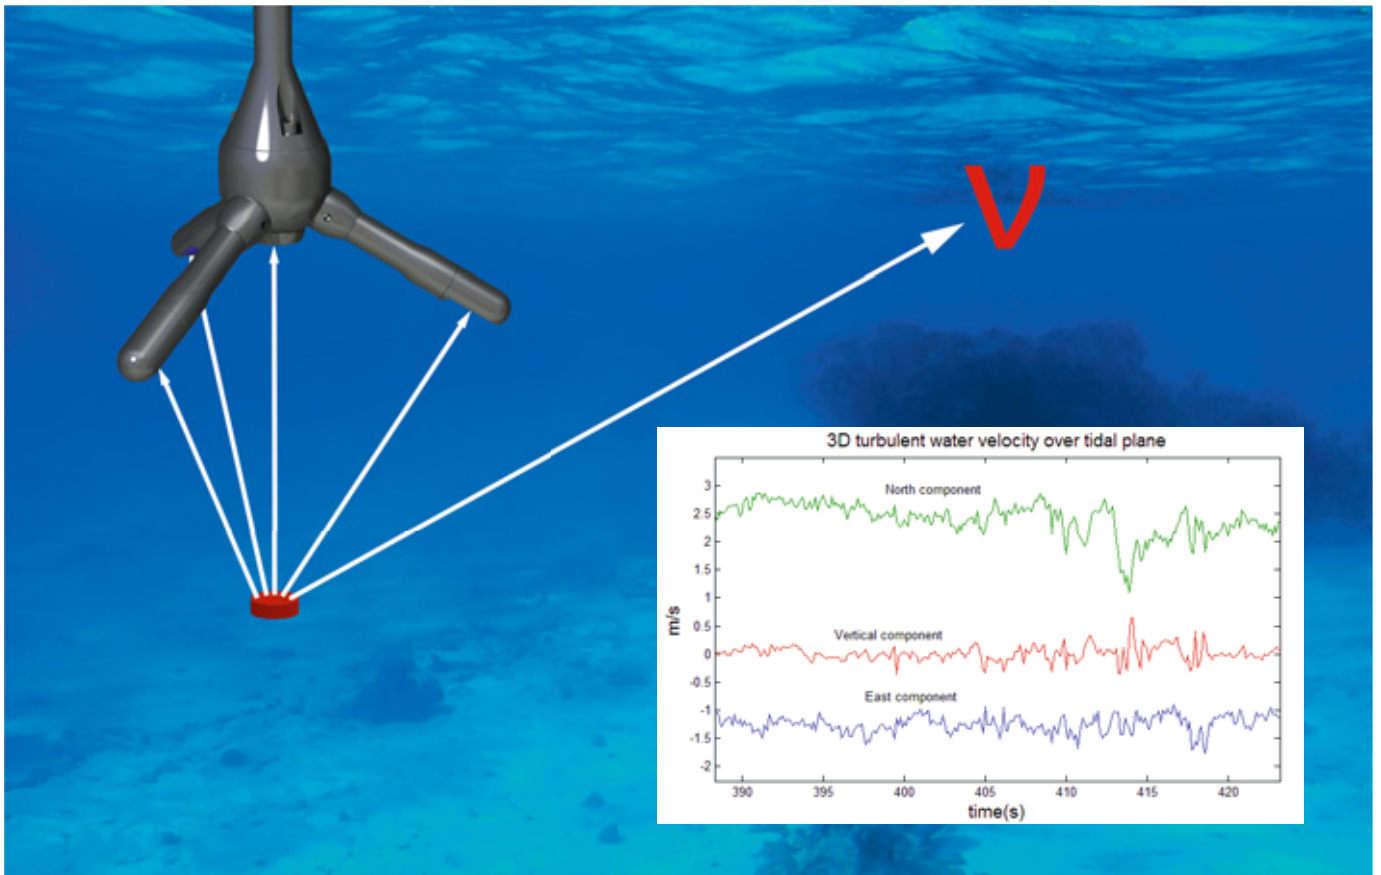 V
3D turbulent water velocity over tidal plane
North component
Vertical component
East component
m/s
3
2.5
2
1.5
1
0.5
0
-0.5
-1
-1.5
-2
390 395 400 405 410 415 420
time(s)